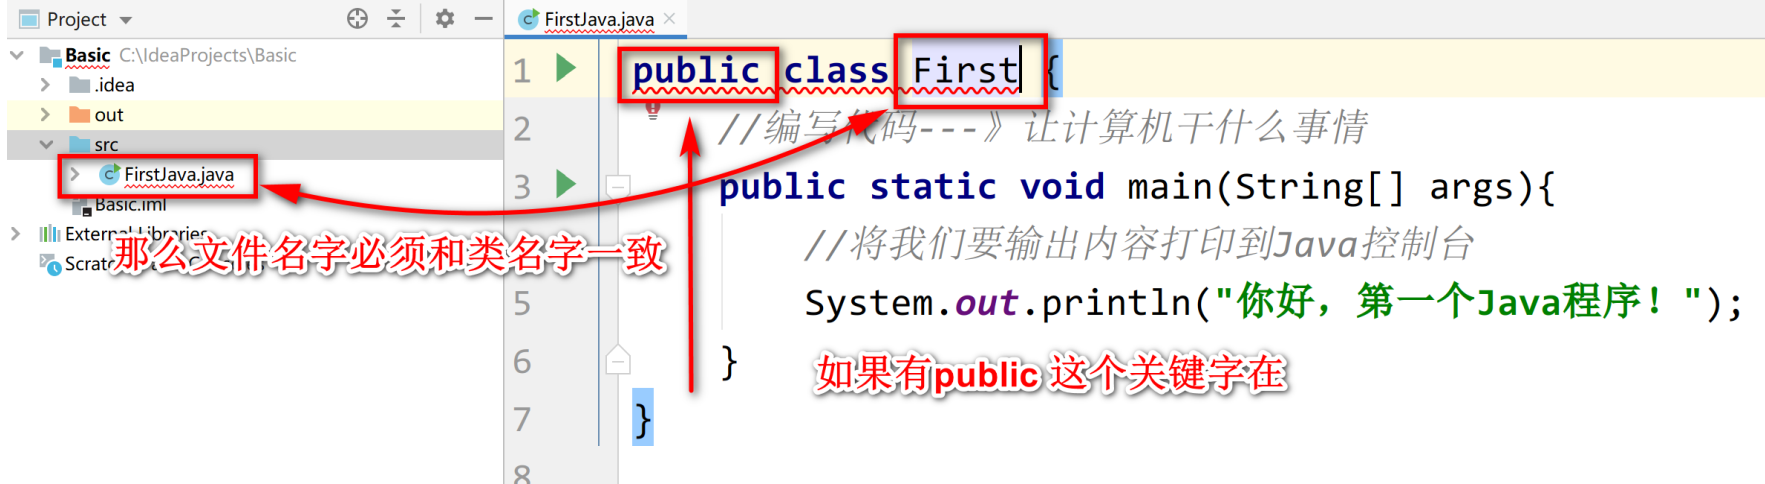 Project
FirstJava.java
Basic C:\IdeaProjects\Basic
.idea
out
src
FirstJava.java
Basic.iml
External Libraries
Scratc
那么文件名字必须和类名字一致
1 public class First {
2 //编写代码---》让计算机干什么事情
3 public static void main(String[] args){
//将我们要输出内容打印到Java控制台
5 System.out.println("你好，第一个Java程序！");
6 }
如果有public 这个关键字在
7 }
8